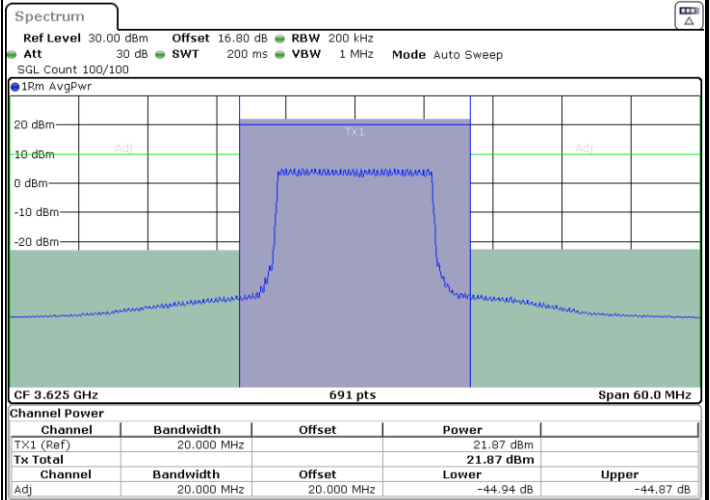 Spectrum
Ref Level 30.00 dBm Offset 16.80 dB RBW 200 kHz
Att 30 dB SWT 200 ms VBW 1 MHz Mode Auto Sweep
SGL Count 100/100
1Rm AvgPwr
20 dBm
TX1
Adj Adj
10 dBm
0 dBm
-10 dBm
-20 dBm
CF 3.625 GHz 691 pts Span 60.0 MHz
Channel Power
Channel Bandwidth Offset Power
TX1 (Ref) 20.000 MHz 21.87 dBm
Tx Total 21.87 dBm
Channel Bandwidth Offset Lower Upper
Adj 20.000 MHz 20.000 MHz -44.94 dB -44.87 dB